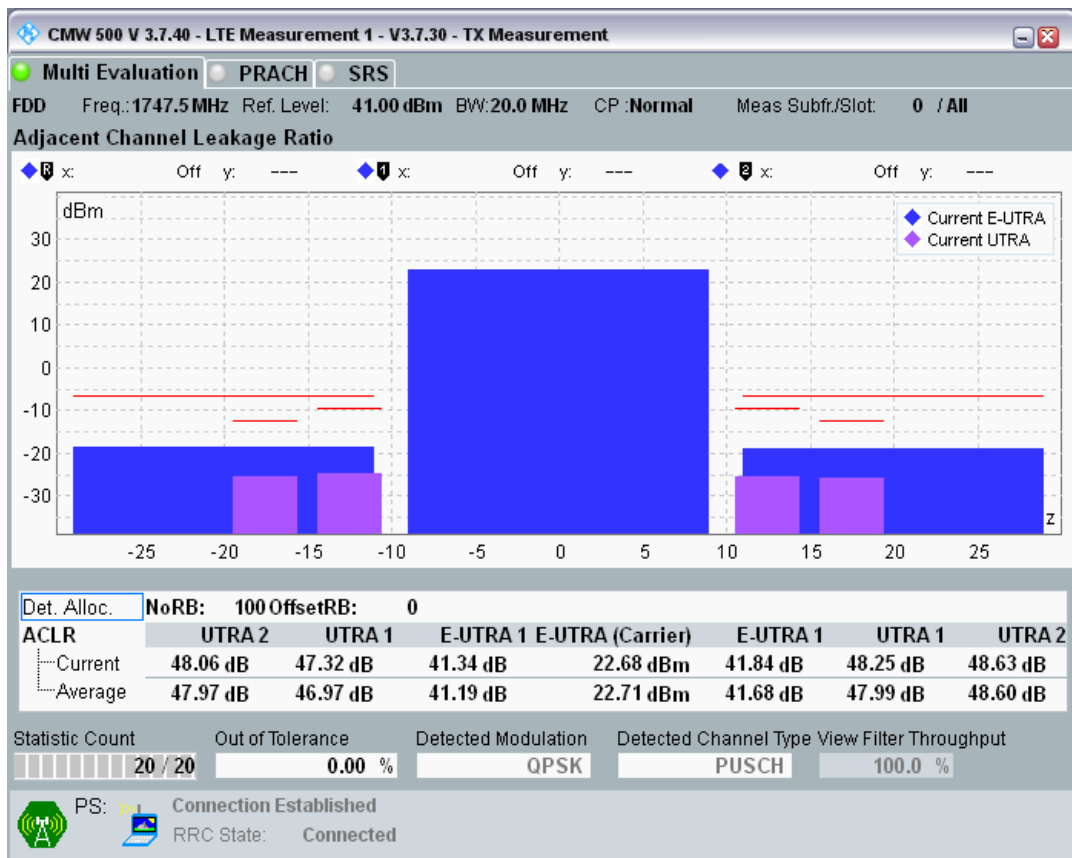 CMW 500 V 3.7.40 - LTE Measurement 1 - V3.7.30 - TX Measurement
Multi Evaluation PRACH SRS
FDD Freq.:1747.5 MHz Ref. Level: 41.00 dBm BW:20.0 MHz CP :Normal Meas Subfr./Slot: 0 / All
Adjacent Channel Leakage Ratio
R x: Off y: --- 1 x: Off y: --- 2 x: Off y: ---
dBm
Current E-UTRA
Current UTRA
30
20
10
0
-10
-20
-30
z
-25 -20 -15 -10 -5 0 5 10 15 20 25
Det. Alloc. NoRB: 100 OffsetRB: 0
ACLR UTRA 2 UTRA 1 E-UTRA 1 E-UTRA (Carrier) E-UTRA 1 UTRA 1 UTRA 2
Current 48.06 dB 47.32 dB 41.34 dB 22.68 dBm 41.84 dB 48.25 dB 48.63 dB
Average 47.97 dB 46.97 dB 41.19 dB 22.71 dBm 41.68 dB 47.99 dB 48.60 dB
Statistic Count Out of Tolerance Detected Modulation Detected Channel Type View Filter Throughput
20 / 20 0.00 % QPSK PUSCH 100.0 %
PS: Connection Established
RRC State: Connected